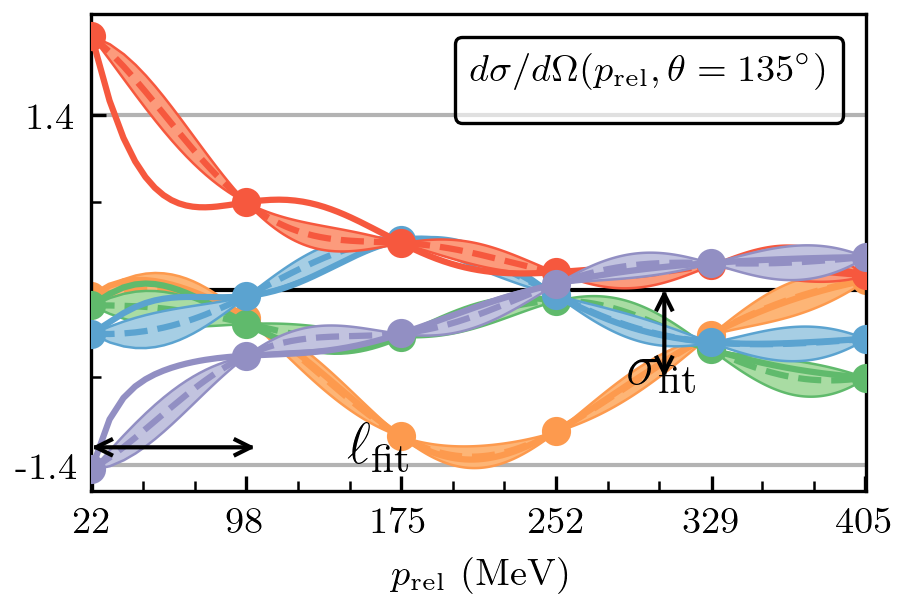 dσ/dΩ(p_rel, θ = 135°)
1.4
σ_fit
ℓ_fit
-1.4
22 98 175 252 329 405
p_rel (MeV)